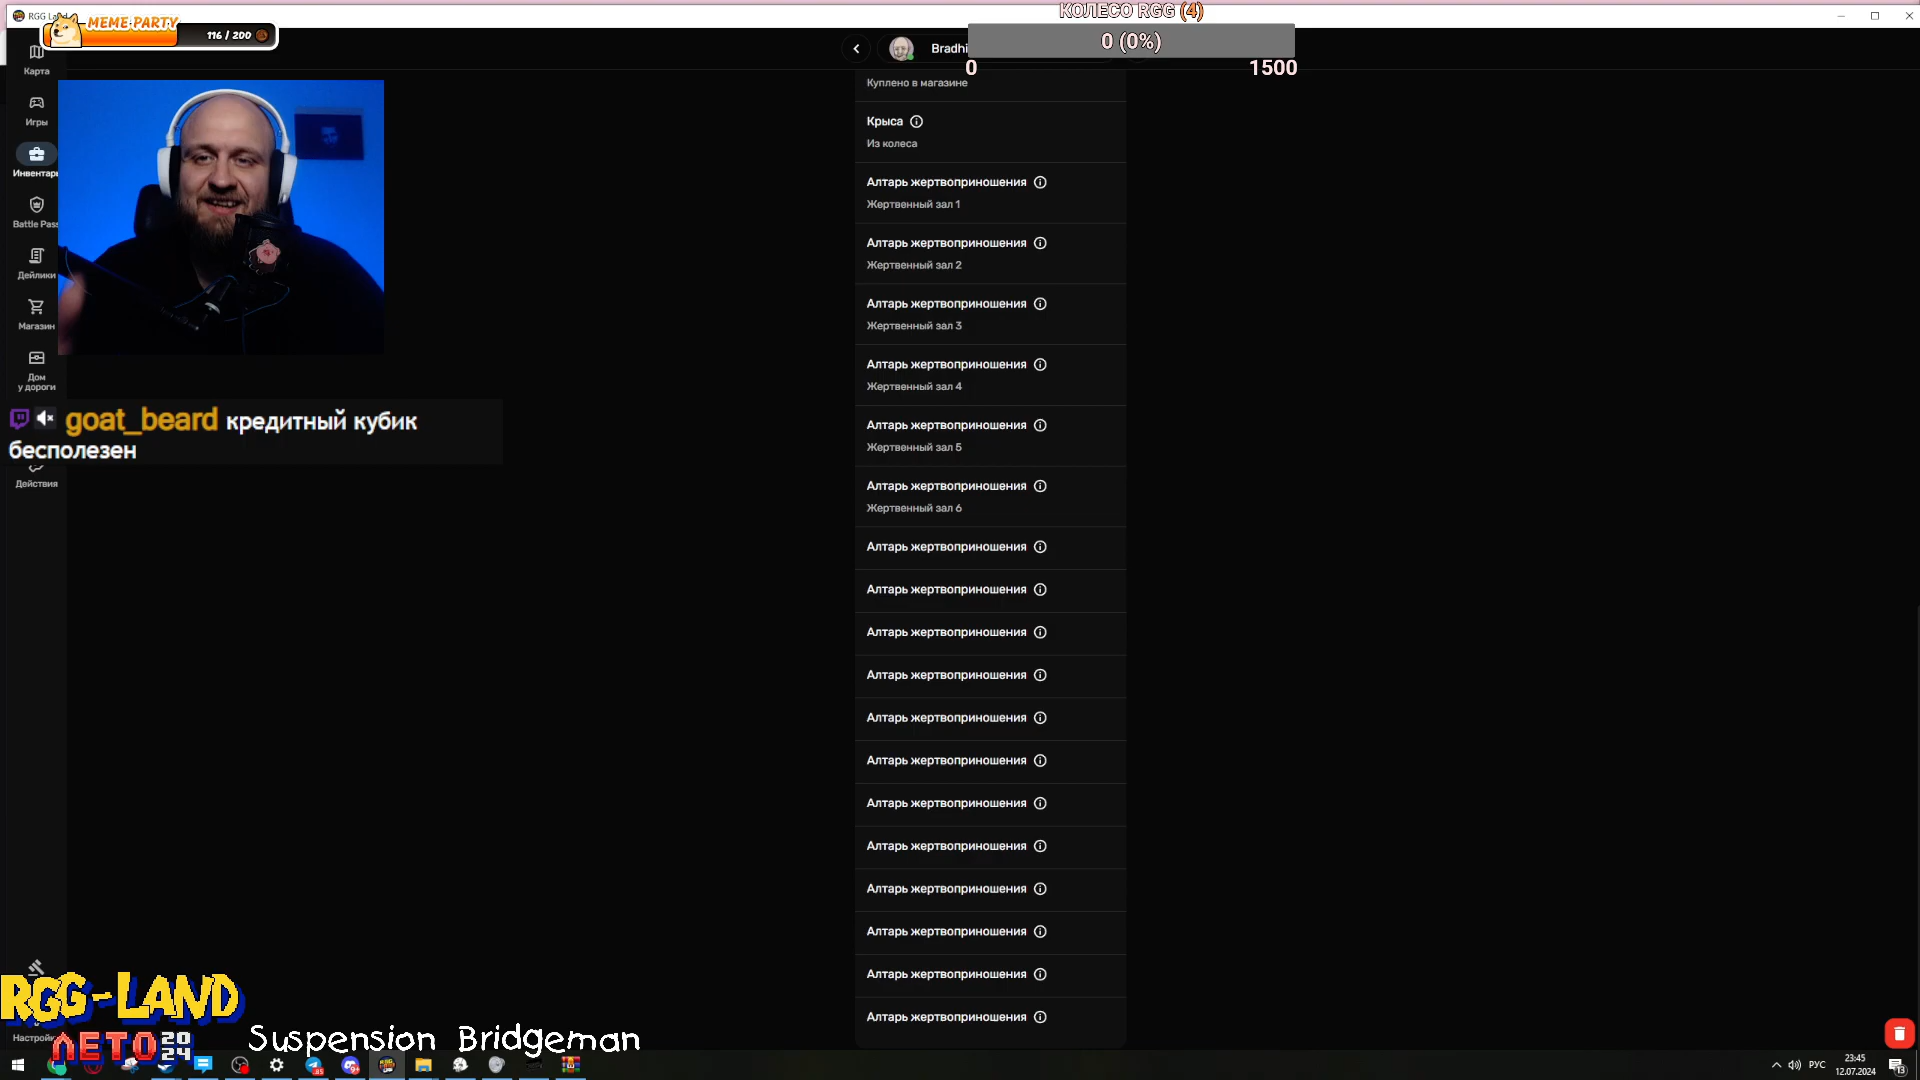 RGG Land
MEME PARTY
116 / 200
КОЛЕСО RGG (4)
0 (0%)
0
1500
Карта
Игры
Инвентарь
Battle Pass
Дейлики
Магазин
Дом
у дороги
goat_beard кредитный кубик
бесполезен
Действия
Bradhi
Куплено в магазине
Крыса
Из колеса
Алтарь жертвоприношения
Жертвенный зал 1
Алтарь жертвоприношения
Жертвенный зал 2
Алтарь жертвоприношения
Жертвенный зал 3
Алтарь жертвоприношения
Жертвенный зал 4
Алтарь жертвоприношения
Жертвенный зал 5
Алтарь жертвоприношения
Жертвенный зал 6
Алтарь жертвоприношения
Алтарь жертвоприношения
Алтарь жертвоприношения
Алтарь жертвоприношения
Алтарь жертвоприношения
Алтарь жертвоприношения
Алтарь жертвоприношения
Алтарь жертвоприношения
Алтарь жертвоприношения
Алтарь жертвоприношения
Алтарь жертвоприношения
Алтарь жертвоприношения
RGG-LAND
ЛЕТО 2024
Настройк
Suspension Bridgeman
РУС
23:45
12.07.2024
13